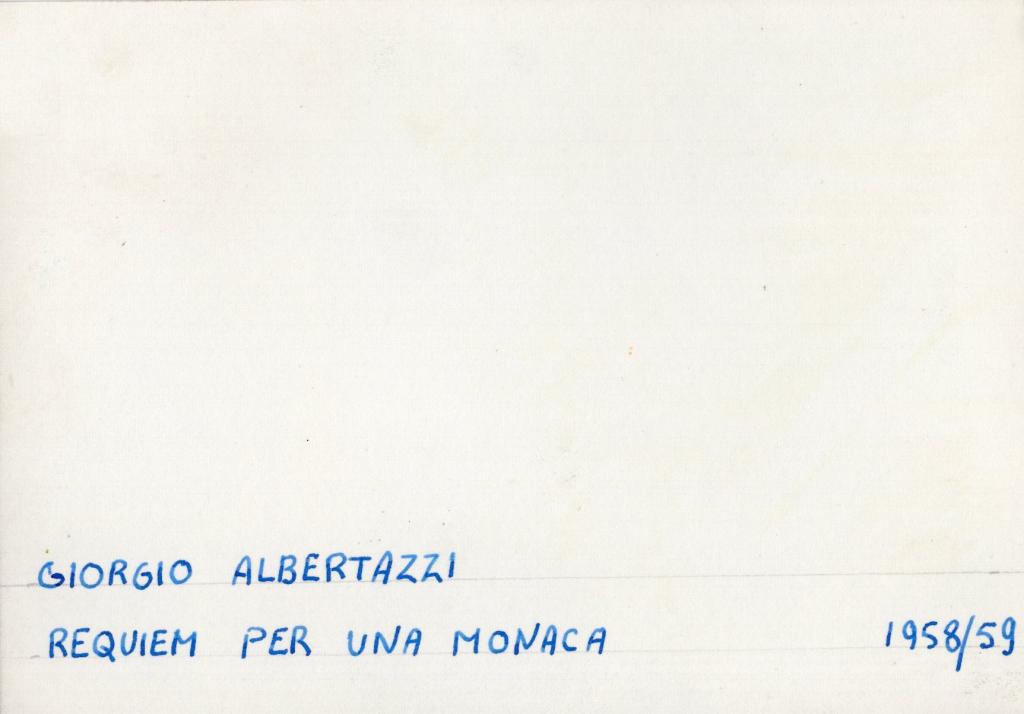 GIORGIO ALBERTAZZI
REQUIEM PER UNA MONACA 1958/59